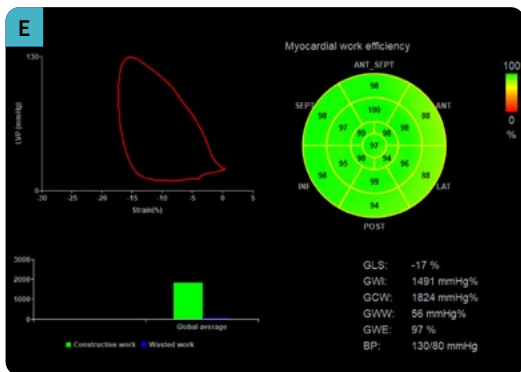 E
Myocardial work efficiency
130
LVP (mmHg)
0
-30 -25 -20 -15 -10 -5 0 5
Strain(%)
ANT_SEPT
SEPT
ANT
INF
LAT
POST
98
98 100 88
97 99 98 98
97
95 98 94 96
98 99 88
94
100
0
%
3000
2000
1000
0
Global average
Constructive work Wasted work
GLS: -17 %
GWI: 1491 mmHg%
GCW: 1824 mmHg%
GWW: 56 mmHg%
GWE: 97 %
BP: 130/80 mmHg